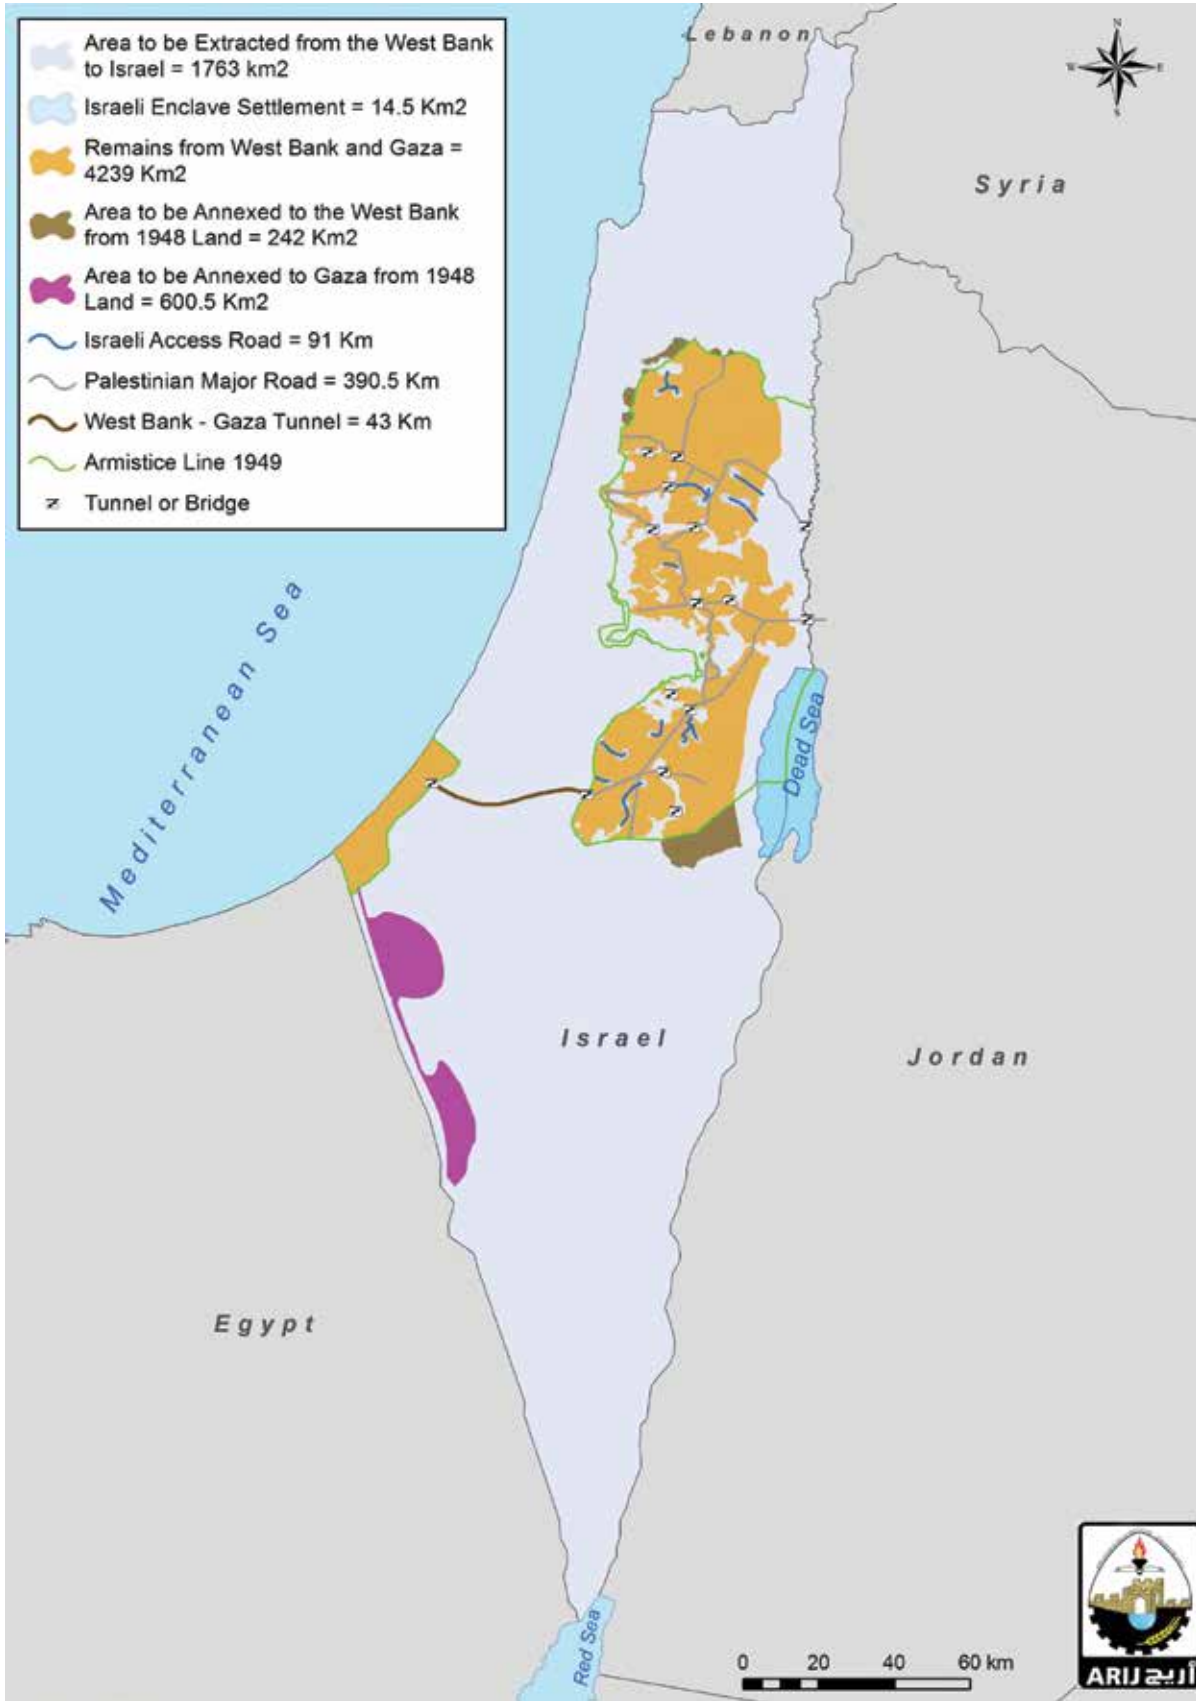 Area to be Extracted from the West Bank
to Israel = 1763 km2
Israeli Enclave Settlement = 14.5 Km2
Remains from West Bank and Gaza =
4239 Km2
Area to be Annexed to the West Bank
from 1948 Land = 242 Km2
Area to be Annexed to Gaza from 1948
Land = 600.5 Km2
Israeli Access Road = 91 Km
Palestinian Major Road = 390.5 Km
West Bank - Gaza Tunnel = 43 Km
Armistice Line 1949
Tunnel or Bridge
Lebanon
N
W
E
S
Syria
Mediterranean Sea
Dead Sea
Israel
Jordan
Egypt
Red Sea
0 20 40 60 km
ARIJ أريج